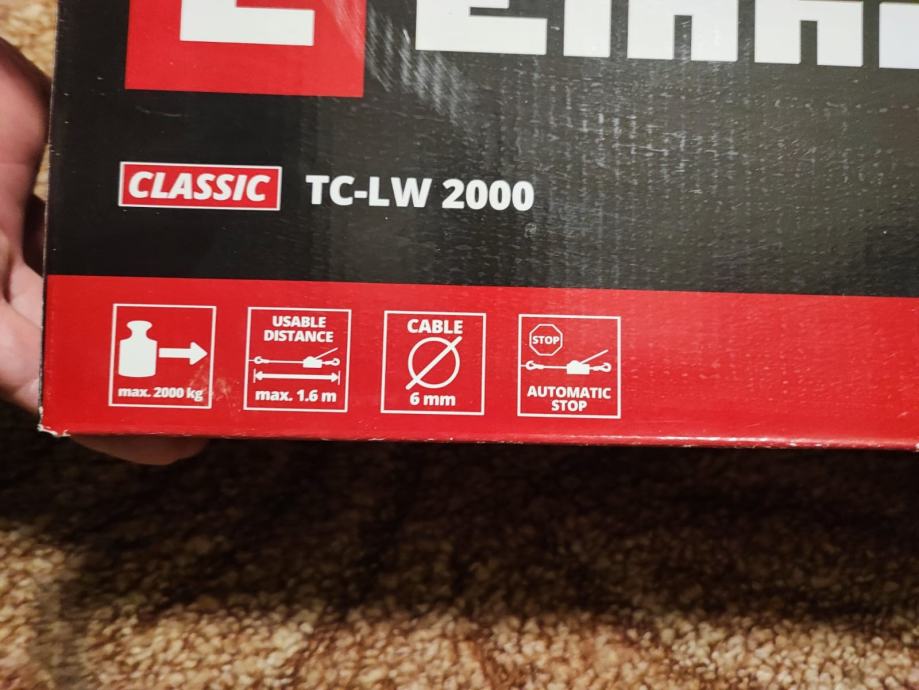 CLASSIC TC-LW 2000
max. 2000 kg
USABLE
DISTANCE
max. 1.6 m
CABLE
6 mm
STOP
AUTOMATIC
STOP